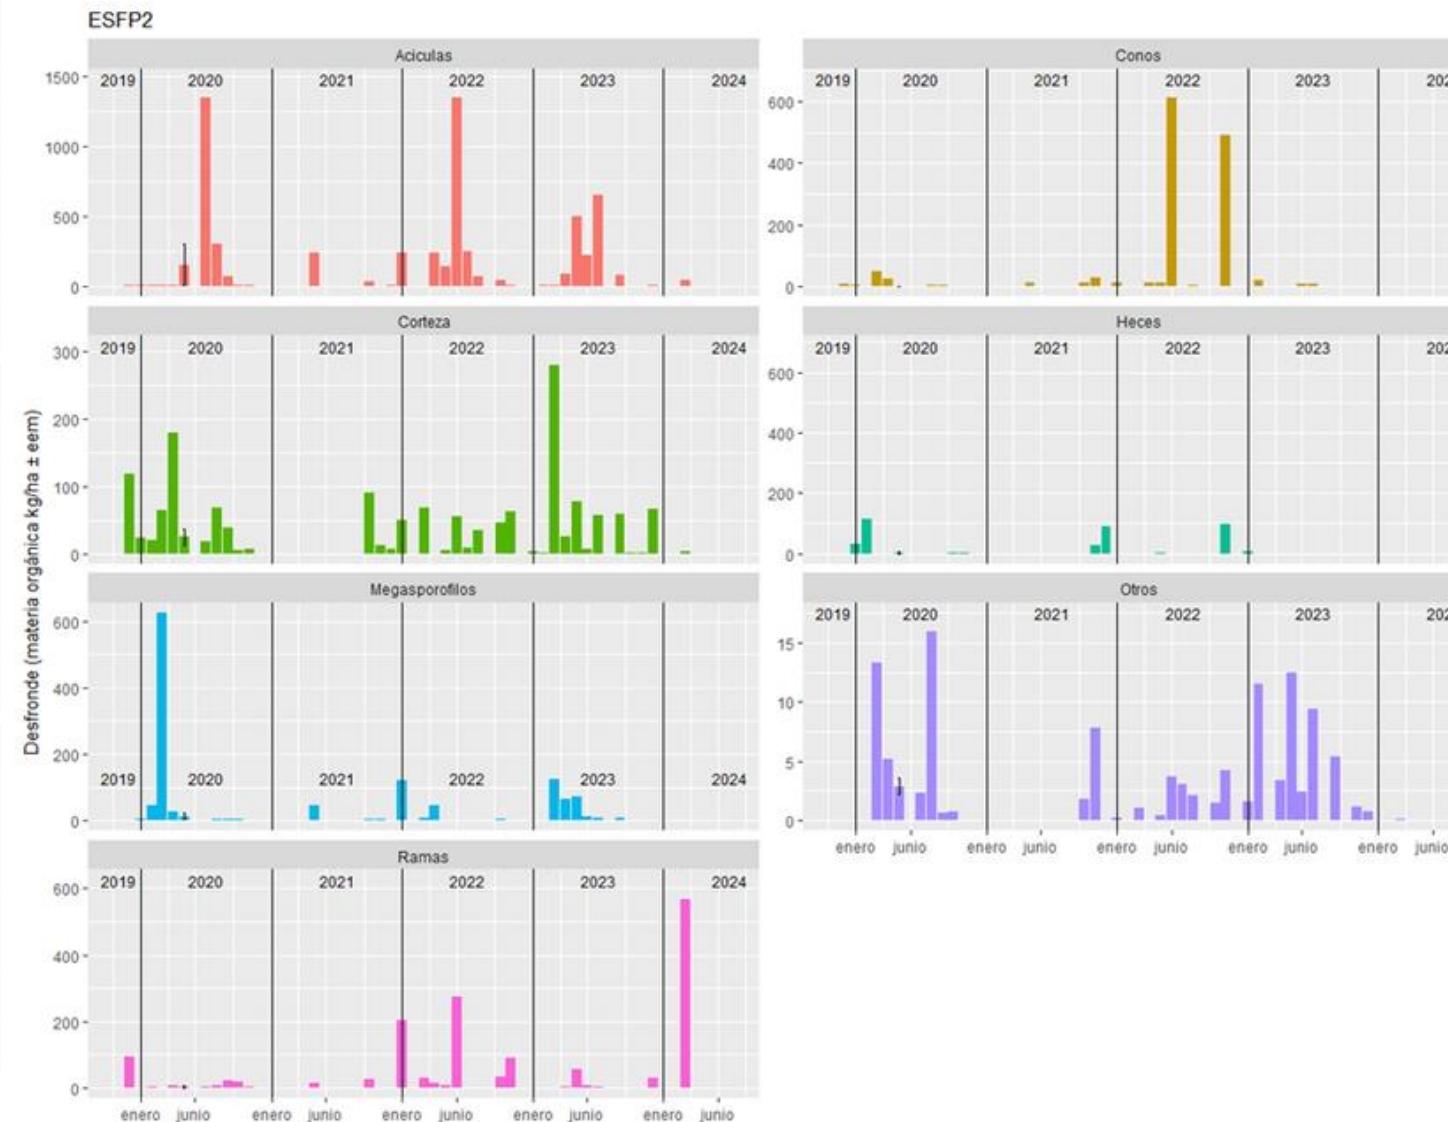 ESFP2
Aciculas
2019 2020 2021 2022 2023 2024
1500
1000
500
0
Conos
2019 2020 2021 2022 2023 202
600
400
200
0
Corteza
2019 2020 2021 2022 2023 2024
300
200
100
0
Heces
2019 2020 2021 2022 2023 202
600
400
200
0
Desfronde (materia orgánica kg/ha ± eem)
Megasporofilos
600
400
200
2019 2020 2021 2022 2023 2024
0
Otros
2019 2020 2021 2022 2023 202
15
10
5
0
enero junio enero junio enero junio enero junio enero junio
Ramas
2019 2020 2021 2022 2023 2024
600
400
200
0
enero junio enero junio enero junio enero junio enero junio